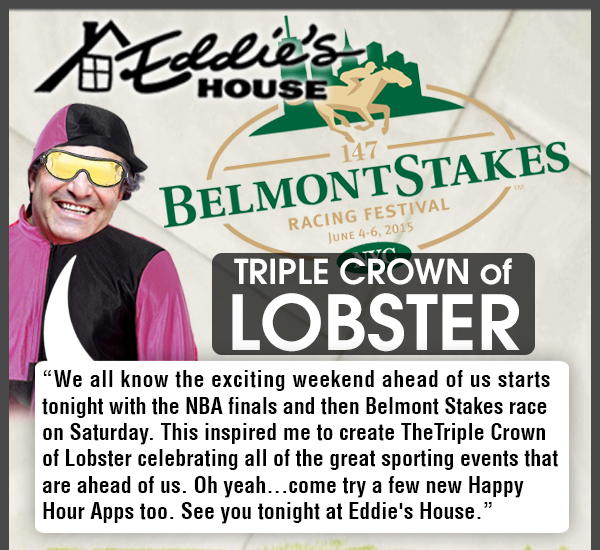 Eddie's
HOUSE
147
BELMONTSTAKES
TM
RACING FESTIVAL
JUNE 4-6, 2015
NYC
TRIPLE CROWN of
LOBSTER
“We all know the exciting weekend ahead of us starts
tonight with the NBA finals and then Belmont Stakes race
on Saturday. This inspired me to create TheTriple Crown
of Lobster celebrating all of the great sporting events that
are ahead of us. Oh yeah...come try a few new Happy
Hour Apps too. See you tonight at Eddie's House.”